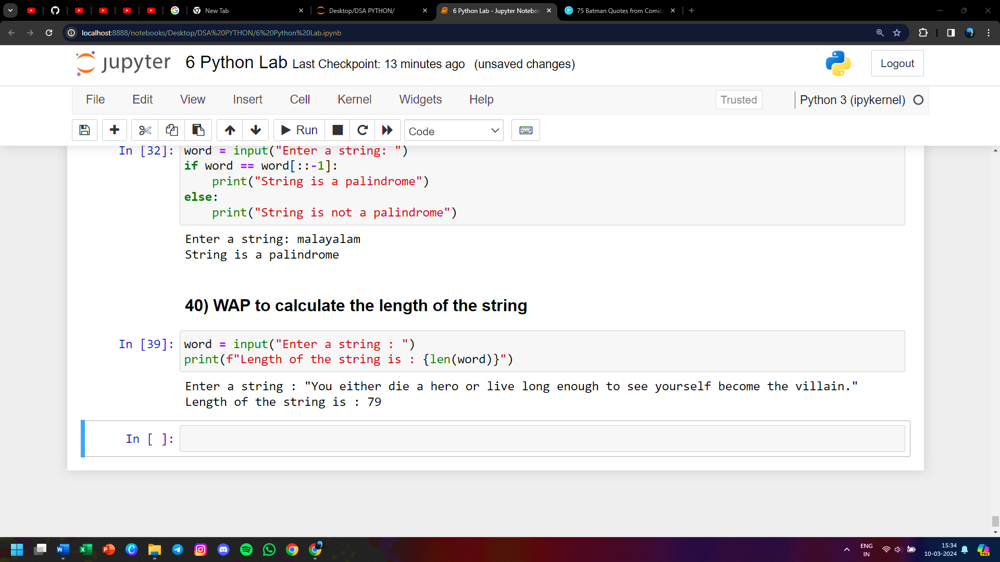 New Tab
Desktop/DSA PYTHON/
6 Python Lab - Jupyter Noteboo
75 Batman Quotes from Comic
localhost:8888/notebooks/Desktop/DSA%20PYTHON/6%20Python%20Lab.ipynb
jupyter 6 Python Lab Last Checkpoint: 13 minutes ago (unsaved changes)
Logout
File Edit View Insert Cell Kernel Widgets Help
Trusted
Python 3 (ipykernel)
Run
Code
In [32]: word = input("Enter a string: ")
if word == word[::-1]:
    print("String is a palindrome")
else:
    print("String is not a palindrome")
Enter a string: malayalam
String is a palindrome
40) WAP to calculate the length of the string
In [39]: word = input("Enter a string : ")
print(f"Length of the string is : {len(word)}")
Enter a string : "You either die a hero or live long enough to see yourself become the villain."
Length of the string is : 79
In [ ]:
ENG
IN
15:34
10-03-2024
PRE